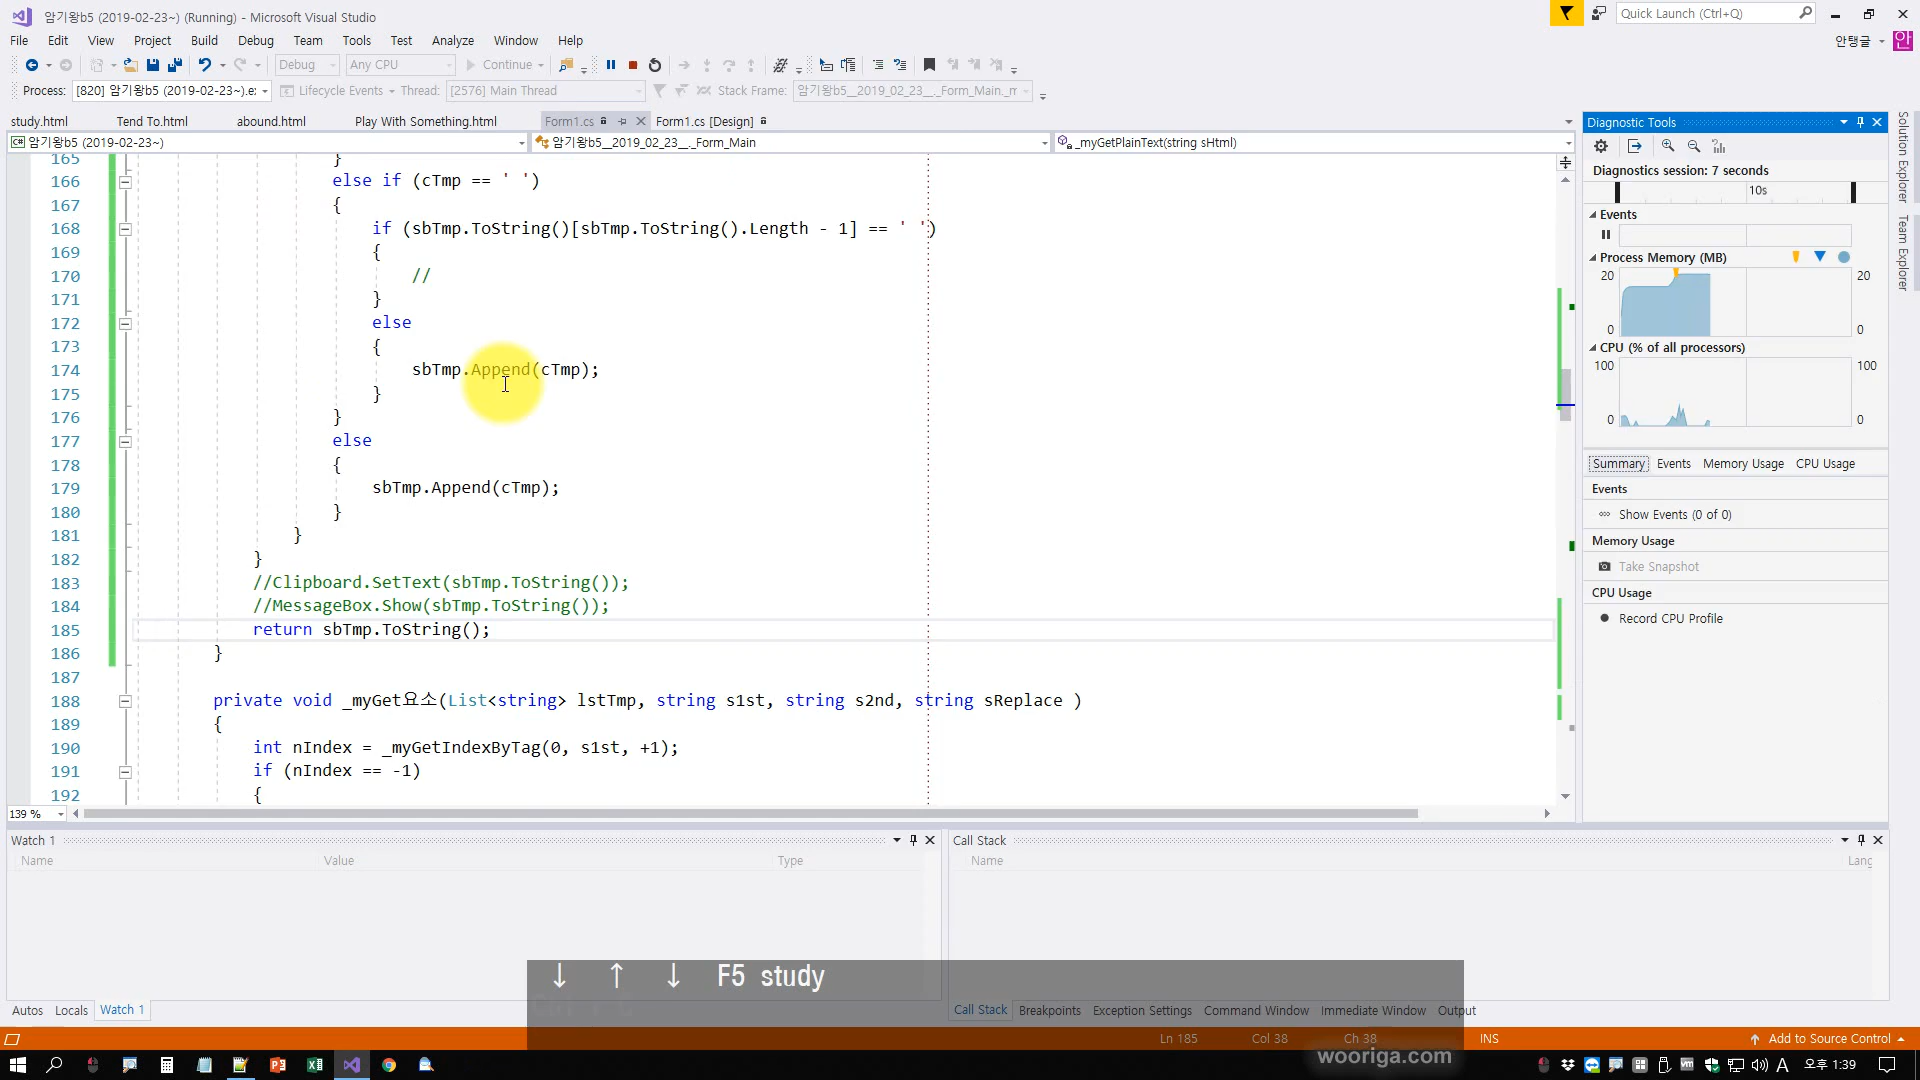 암기왕b5 (2019-02-23~) (Running) - Microsoft Visual Studio
Quick Launch (Ctrl+Q)
File Edit View Project Build Debug Team Tools Test Analyze Window Help
안탱글 안
Debug Any CPU Continue
Process: [820] 암기왕b5 (2019-02-23~).e Lifecycle Events Thread: [2576] Main Thread Stack Frame: 암기왕b5__2019_02_23__._Form_Main._m
study.html Tend To.html abound.html Play With Something.html Form1.cs Form1.cs [Design]
암기왕b5 (2019-02-23~) 암기왕b5__2019_02_23__._Form_Main _myGetPlainText(string sHtml)
165 }
166 else if (cTmp == ' ')
167 {
168 if (sbTmp.ToString()[sbTmp.ToString().Length - 1] == ' ')
169 {
170 //
171 }
172 else
173 {
174 sbTmp.Append(cTmp);
175 }
176 }
177 else
178 {
179 sbTmp.Append(cTmp);
180 }
181 }
182 }
183 //Clipboard.SetText(sbTmp.ToString());
184 //MessageBox.Show(sbTmp.ToString());
185 return sbTmp.ToString();
186 }
187
188 private void _myGet요소(List<string> lstTmp, string s1st, string s2nd, string sReplace )
189 {
190 int nIndex = _myGetIndexByTag(0, s1st, +1);
191 if (nIndex == -1)
192 {
139 %
Diagnostic Tools
Diagnostics session: 7 seconds
10s
Events
Process Memory (MB)
20 20
0 0
CPU (% of all processors)
100 100
0 0
Summary Events Memory Usage CPU Usage
Events
Show Events (0 of 0)
Memory Usage
Take Snapshot
CPU Usage
Record CPU Profile
Solution Explorer
Team Explorer
Watch 1
Name Value Type
Call Stack
Name Lang
↓ ↑ ↓ F5 study
Autos Locals Watch 1
Call Stack Breakpoints Exception Settings Command Window Immediate Window Output
Ln 185 Col 38 Ch 38 INS Add to Source Control
wooriga.com
A 오후 1:39